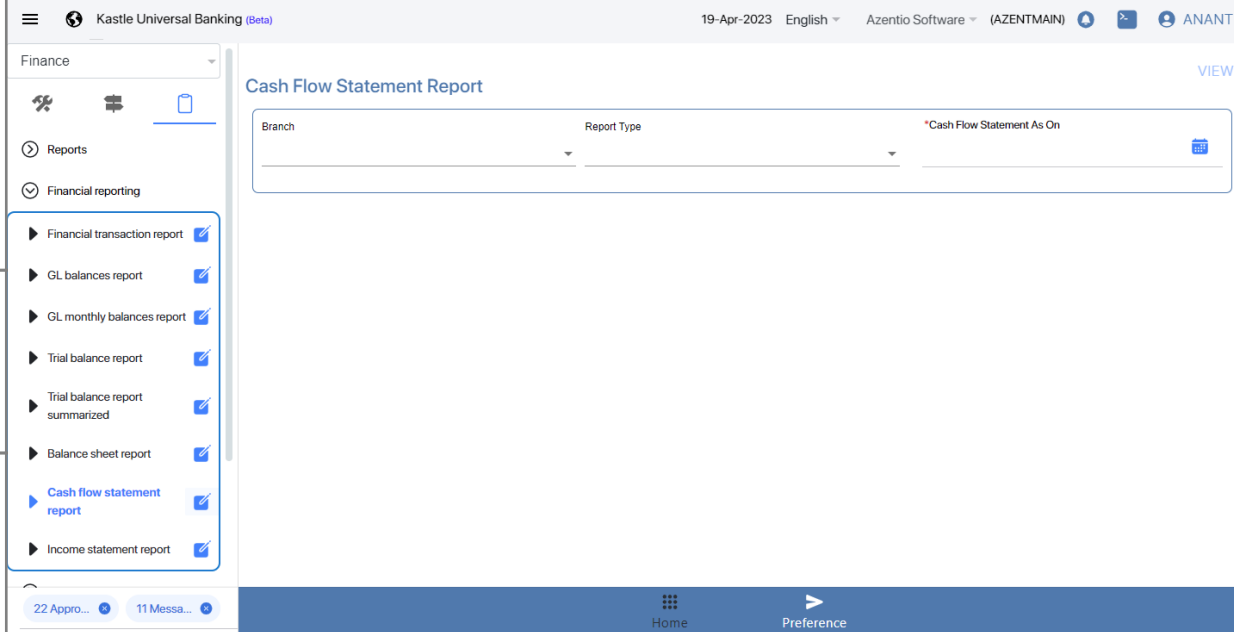 Kastle Universal Banking (Beta)
19-Apr-2023 English Azentio Software (AZENTMAIN) ANANT
Finance
VIEW
Cash Flow Statement Report
Branch
Report Type
*Cash Flow Statement As On
Reports
Financial reporting
Financial transaction report
GL balances report
GL monthly balances report
Trial balance report
Trial balance report
summarized
Balance sheet report
Cash flow statement
report
Income statement report
22 Appro...
11 Messa...
Home
Preference